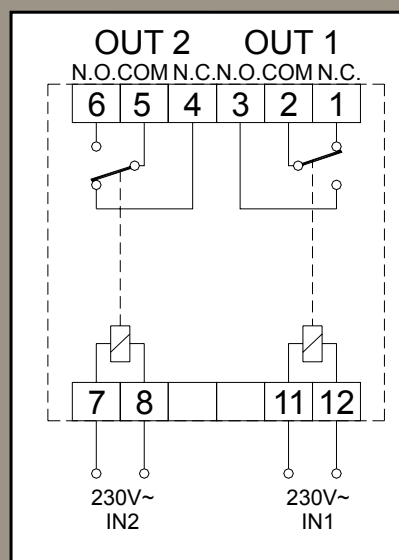 OUT 2 OUT 1
N.O. COM N.C. N.O. COM N.C.
6 5 4 3 2 1
7 8 11 12
230V~ 230V~
IN2 IN1